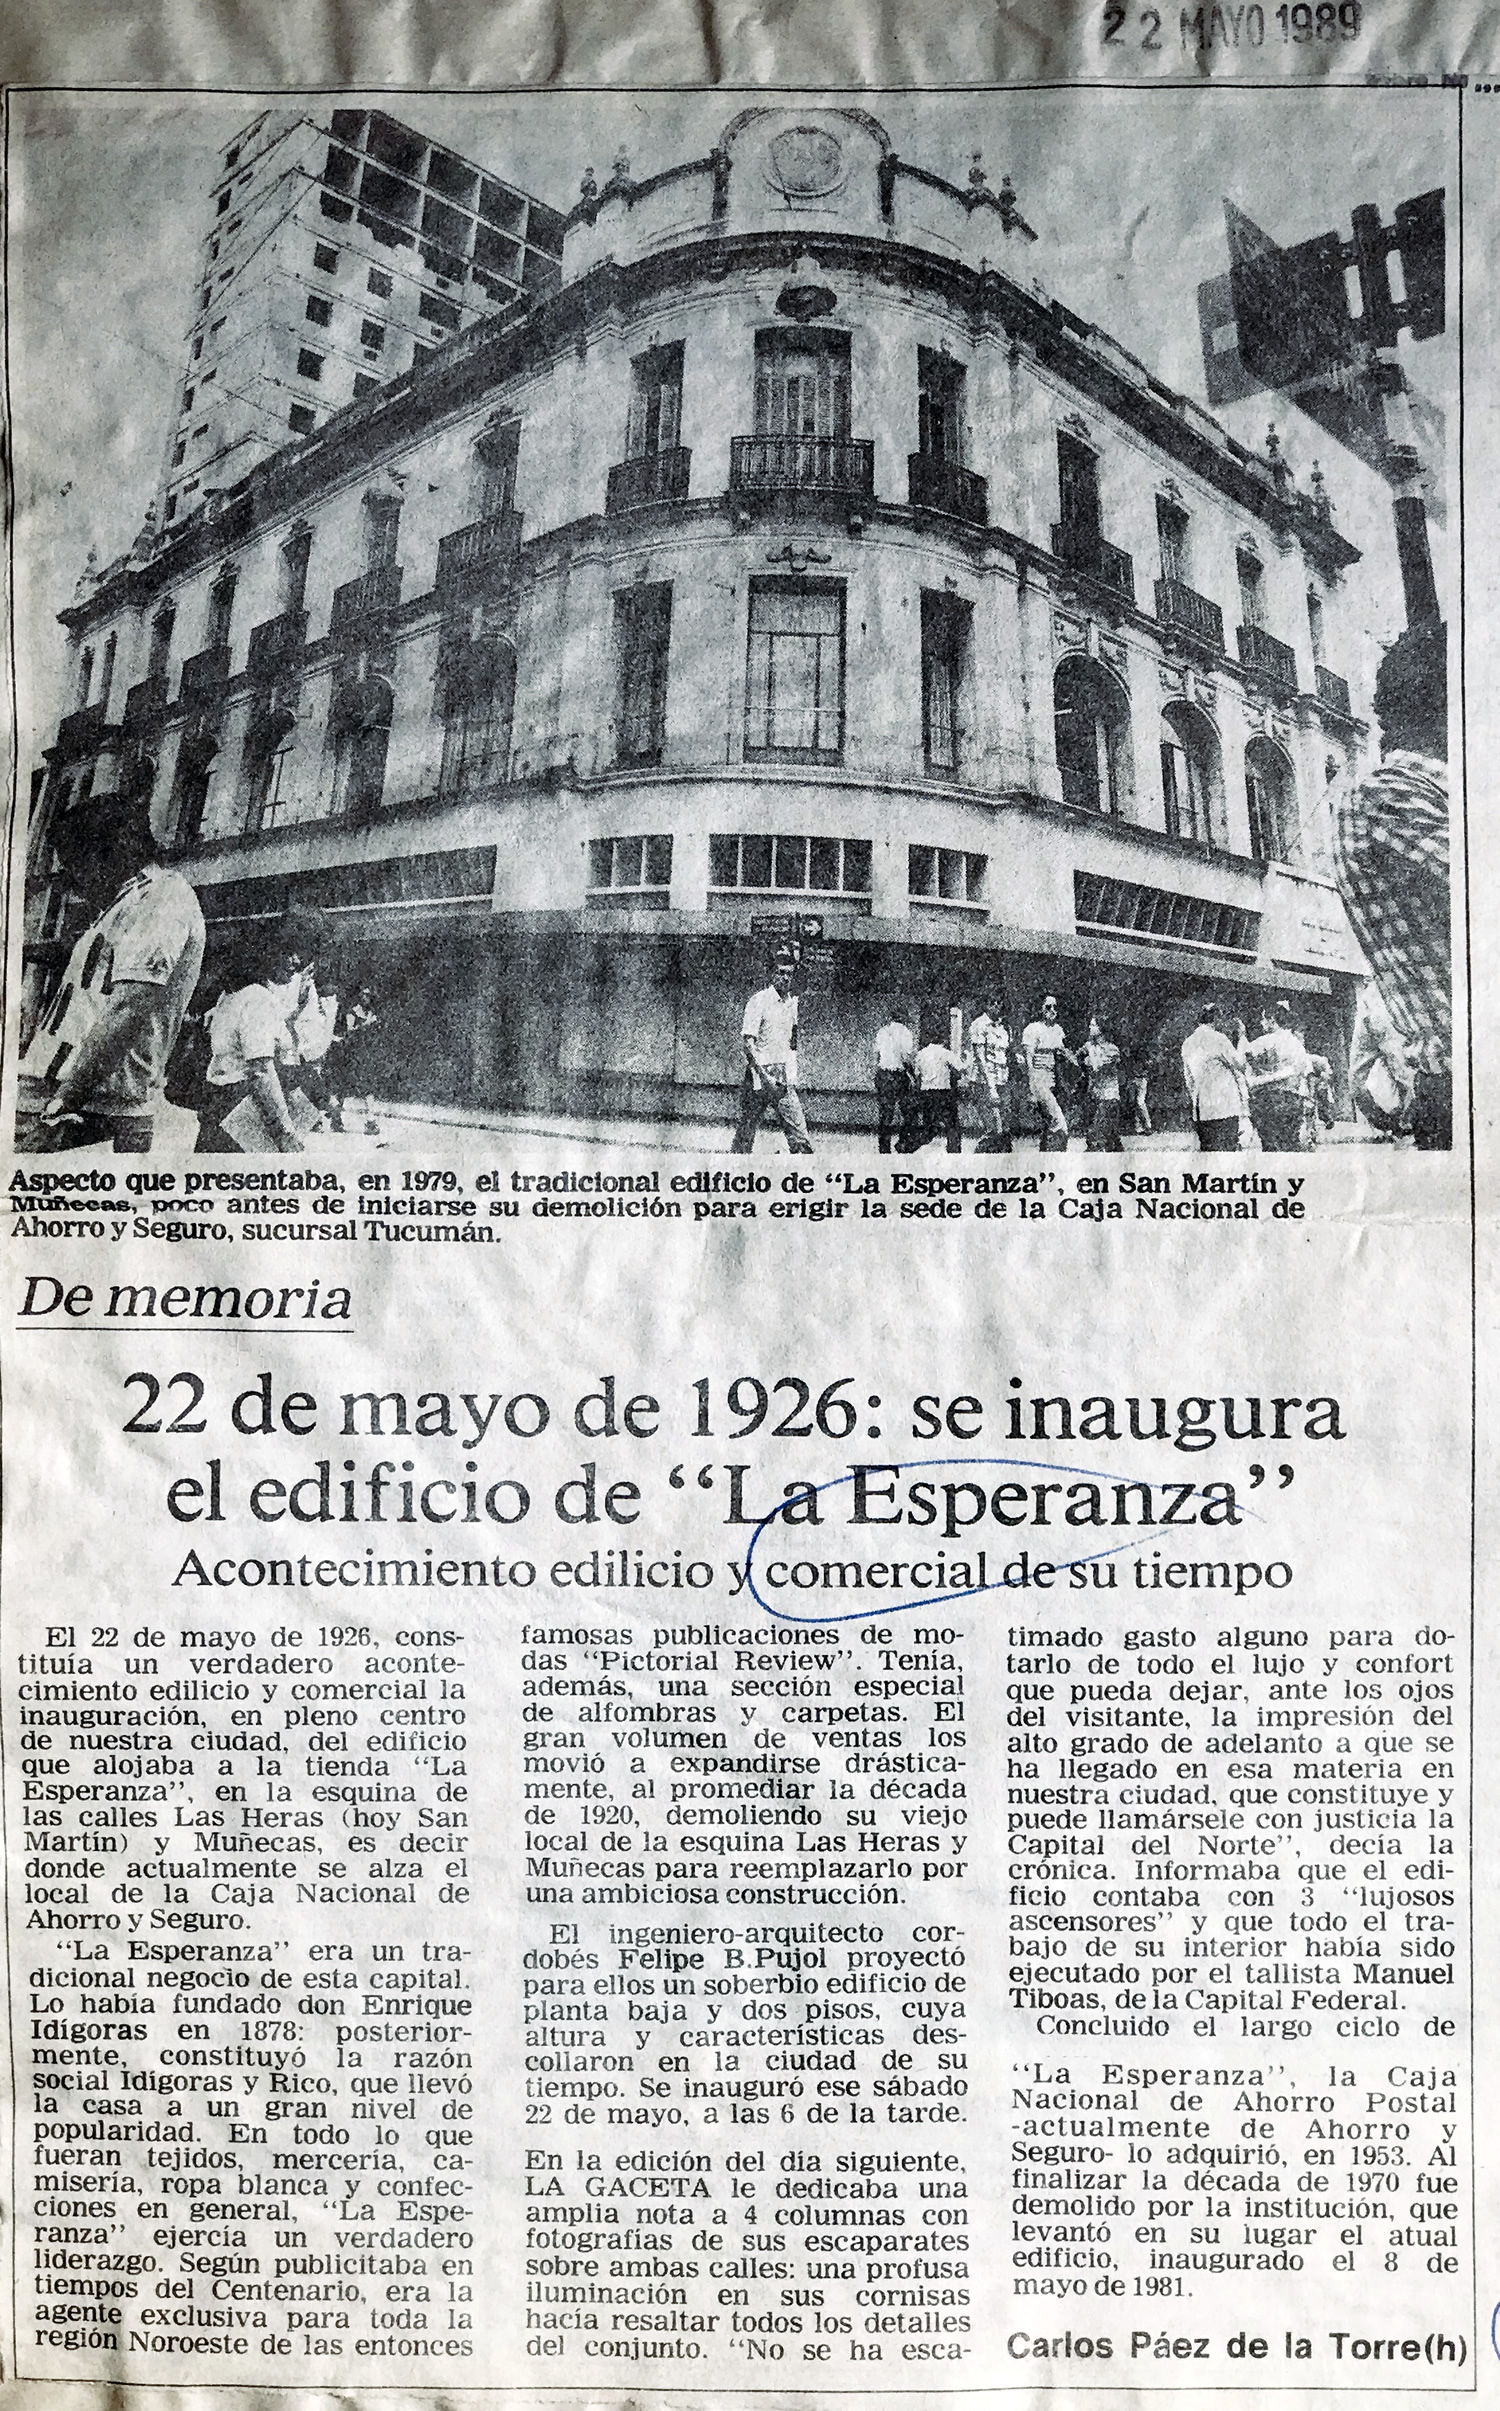 22 MAYO 1989
Aspecto que presentaba, en 1979, el tradicional edificio de “La Esperanza”, en San Martín y
Muñecas, poco antes de iniciarse su demolición para erigir la sede de la Caja Nacional de
Ahorro y Seguro, sucursal Tucumán.
De memoria
22 de mayo de 1926: se inaugura
el edificio de “La Esperanza”
Acontecimiento edilicio y comercial de su tiempo
El 22 de mayo de 1926, cons-
tituía un verdadero aconte-
cimiento edilicio y comercial la
inauguración, en pleno centro
de nuestra ciudad, del edificio
que alojaba a la tienda “La
Esperanza”, en la esquina de
las calles Las Heras (hoy San
Martín) y Muñecas, es decir
donde actualmente se alza el
local de la Caja Nacional de
Ahorro y Seguro.
“La Esperanza” era un tra-
dicional negocio de esta capital.
Lo había fundado don Enrique
Idígoras en 1878: posterior-
mente, constituyó la razón
social Idígoras y Rico, que llevó
la casa a un gran nivel de
popularidad. En todo lo que
fueran tejidos, mercería, ca-
misería, ropa blanca y confec-
ciones en general, “La Espe-
ranza” ejercía un verdadero
liderazgo. Según publicitaba en
tiempos del Centenario, era la
agente exclusiva para toda la
región Noroeste de las entonces
famosas publicaciones de mo-
das “Pictorial Review”. Tenía,
además, una sección especial
de alfombras y carpetas. El
gran volumen de ventas los
movió a expandirse drástica-
mente, al promediar la década
de 1920, demoliendo su viejo
local de la esquina Las Heras y
Muñecas para reemplazarlo por
una ambiciosa construcción.
El ingeniero-arquitecto cor-
dobés Felipe B.Pujol proyectó
para ellos un soberbio edificio de
planta baja y dos pisos, cuya
altura y características des-
collaron en la ciudad de su
tiempo. Se inauguró ese sábado
22 de mayo, a las 6 de la tarde.
En la edición del día siguiente,
LA GACETA le dedicaba una
amplia nota a 4 columnas con
fotografías de sus escaparates
sobre ambas calles: una profusa
iluminación en sus cornisas
hacía resaltar todos los detalles
del conjunto. “No se ha esca-
timado gasto alguno para do-
tarlo de todo el lujo y confort
que pueda dejar, ante los ojos
del visitante, la impresión del
alto grado de adelanto a que se
ha llegado en esa materia en
nuestra ciudad, que constituye y
puede llamársele con justicia la
Capital del Norte”, decía la
crónica. Informaba que el edi-
ficio contaba con 3 “lujosos
ascensores” y que todo el tra-
bajo de su interior había sido
ejecutado por el tallista Manuel
Tiboas, de la Capital Federal.
Concluido el largo ciclo de
“La Esperanza”, la Caja
Nacional de Ahorro Postal
-actualmente de Ahorro y
Seguro- lo adquirió, en 1953. Al
finalizar la década de 1970 fue
demolido por la institución, que
levantó en su lugar el atual
edificio, inaugurado el 8 de
mayo de 1981.
Carlos Páez de la Torre(h)